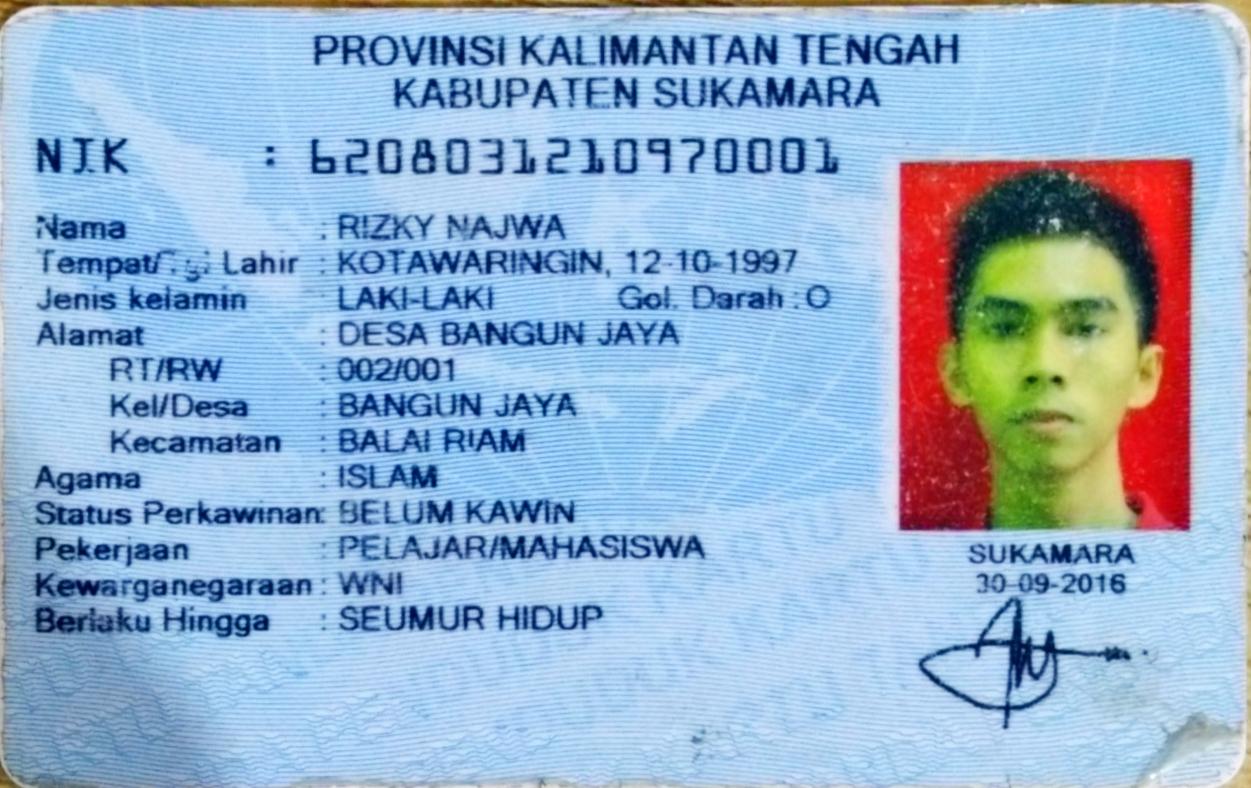 PROVINSI KALIMANTAN TENGAH
KABUPATEN SUKAMARA
NIK : 6208031210970001
Nama : RIZKY NAJWA
Tempat/Tgl Lahir : KOTAWARINGIN, 12-10-1997
Jenis kelamin : LAKI-LAKI Gol. Darah : O
Alamat : DESA BANGUN JAYA
RT/RW : 002/001
Kel/Desa : BANGUN JAYA
Kecamatan : BALAI RIAM
Agama : ISLAM
Status Perkawinan: BELUM KAWIN
Pekerjaan : PELAJAR/MAHASISWA
Kewarganegaraan : WNI
Berlaku Hingga : SEUMUR HIDUP
SUKAMARA
30-09-2016